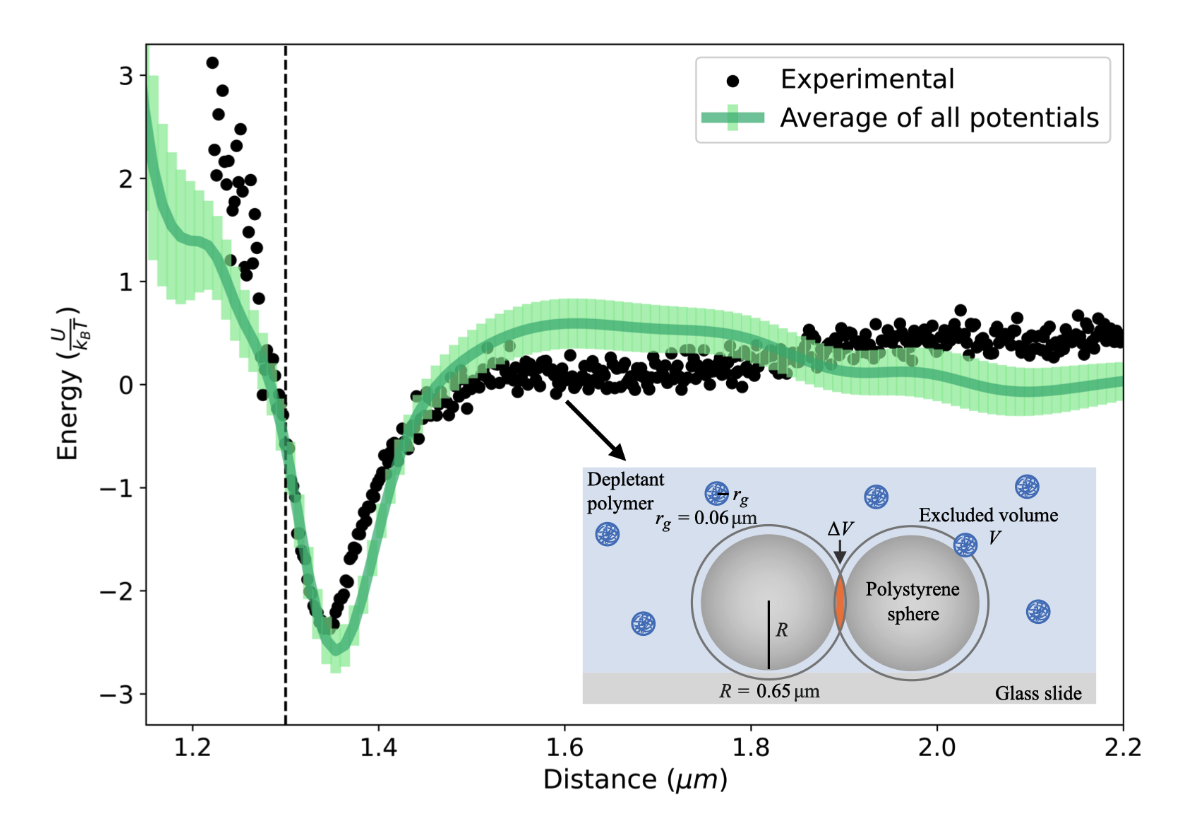 Experimental
Average of all potentials
3
2
1
0
−1
−2
−3
Energy (U/k_BT)
Depletant
polymer
r_g
r_g = 0.06 μm
ΔV
Excluded volume
V
Polystyrene
sphere
R
R = 0.65 μm
Glass slide
1.2
1.4
1.6
1.8
2.0
2.2
Distance (μm)